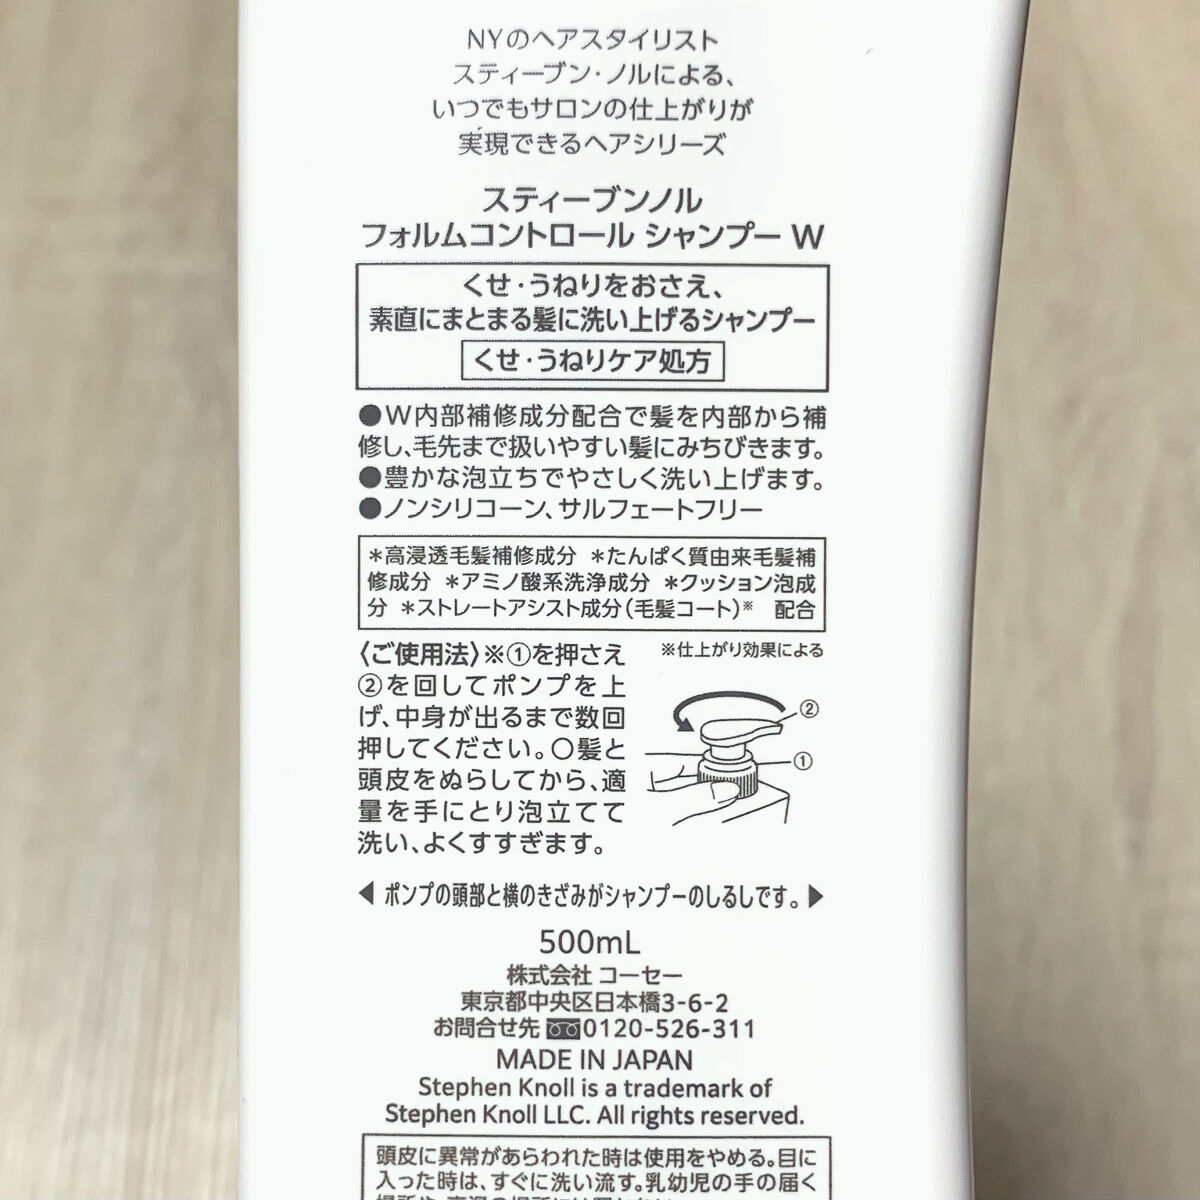 NYのヘアスタイリスト
スティーブン・ノルによる、
いつでもサロンの仕上がりが
実現できるヘアシリーズ
スティーブンノル
フォルムコントロール シャンプー W
くせ・うねりをおさえ、
素直にまとまる髪に洗い上げるシャンプー
くせ・うねりケア処方
●W内部補修成分配合で髪を内部から補
修し、毛先まで扱いやすい髪にみちびきます。
●豊かな泡立ちでやさしく洗い上げます。
●ノンシリコーン、サルフェートフリー
＊高浸透毛髪補修成分 ＊たんぱく質由来毛髪補
修成分 ＊アミノ酸系洗浄成分 ＊クッション泡成
分 ＊ストレートアシスト成分(毛髪コート)※ 配合
※仕上がり効果による
〈ご使用法〉※①を押さえ
②を回してポンプを上
げ、中身が出るまで数回
押してください。○髪と
頭皮をぬらしてから、適
量を手にとり泡立てて
洗い、よくすすぎます。
②
①
◀ ポンプの頭部と横のきざみがシャンプーのしるしです。▶
500mL
株式会社 コーセー
東京都中央区日本橋3-6-2
お問合せ先 0120-526-311
MADE IN JAPAN
Stephen Knoll is a trademark of
Stephen Knoll LLC. All rights reserved.
頭皮に異常があらわれた時は使用をやめる。目に
入った時は、すぐに洗い流す。乳幼児の手の届く